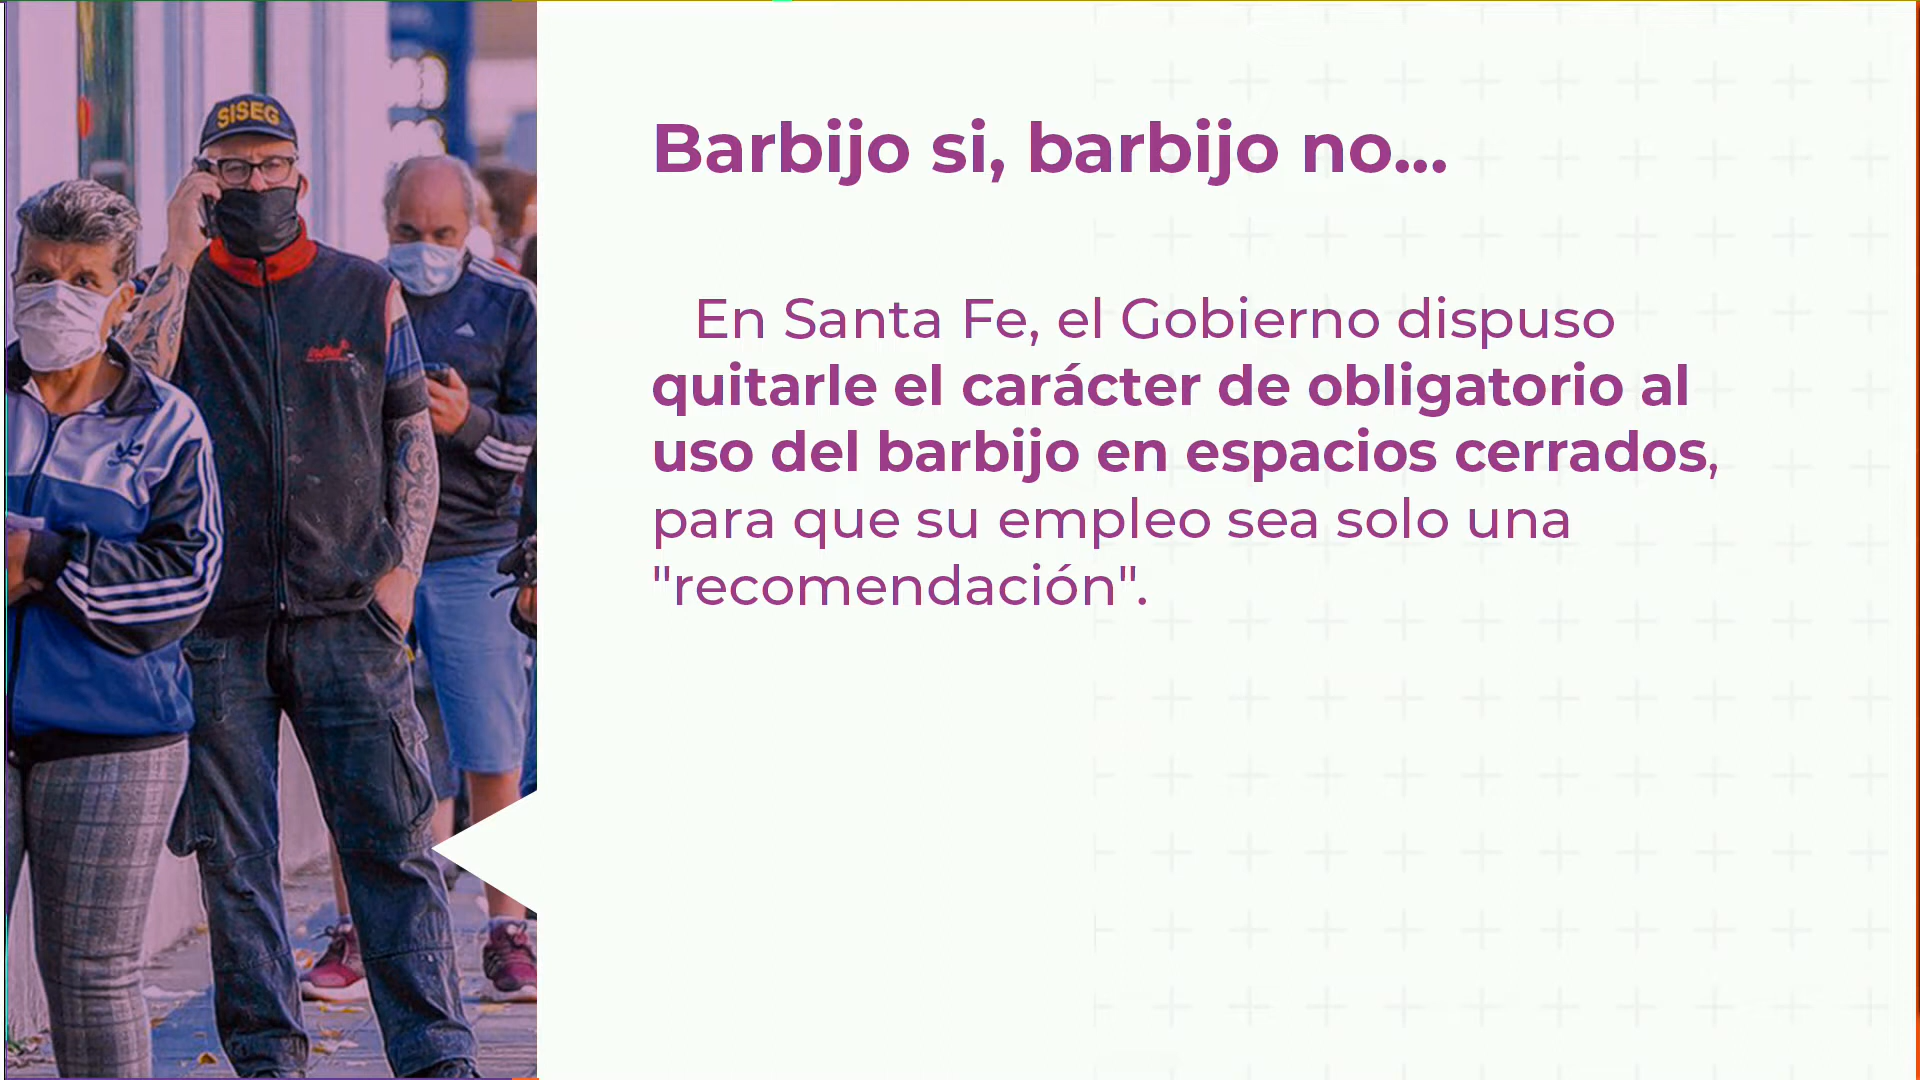 SISEG
Barbijo si, barbijo no...
En Santa Fe, el Gobierno dispuso
quitarle el carácter de obligatorio al
uso del barbijo en espacios cerrados,
para que su empleo sea solo una
"recomendación".